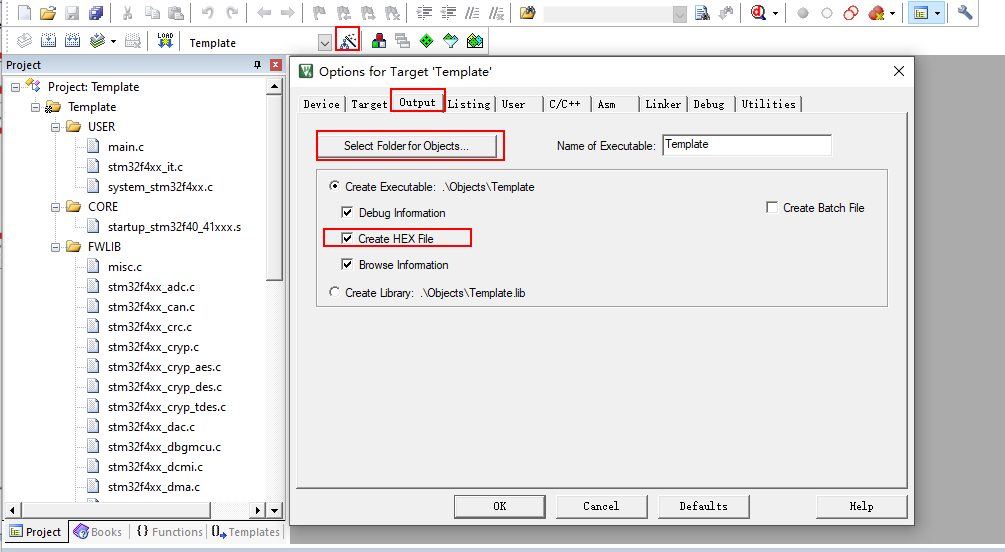 LOAD
Template
Project
Project: Template
Template
USER
main.c
stm32f4xx_it.c
system_stm32f4xx.c
CORE
startup_stm32f40_41xxx.s
FWLIB
misc.c
stm32f4xx_adc.c
stm32f4xx_can.c
stm32f4xx_crc.c
stm32f4xx_cryp.c
stm32f4xx_cryp_aes.c
stm32f4xx_cryp_des.c
stm32f4xx_cryp_tdes.c
stm32f4xx_dac.c
stm32f4xx_dbgmcu.c
stm32f4xx_dcmi.c
stm32f4xx_dma.c
Project Books {} Functions 0→ Templates
Options for Target 'Template'
Device Target Output Listing User C/C++ Asm Linker Debug Utilities
Select Folder for Objects... Name of Executable: Template
Create Executable: .\Objects\Template
Debug Information Create Batch File
Create HEX File
Browse Information
Create Library: .\Objects\Template.lib
OK Cancel Defaults Help